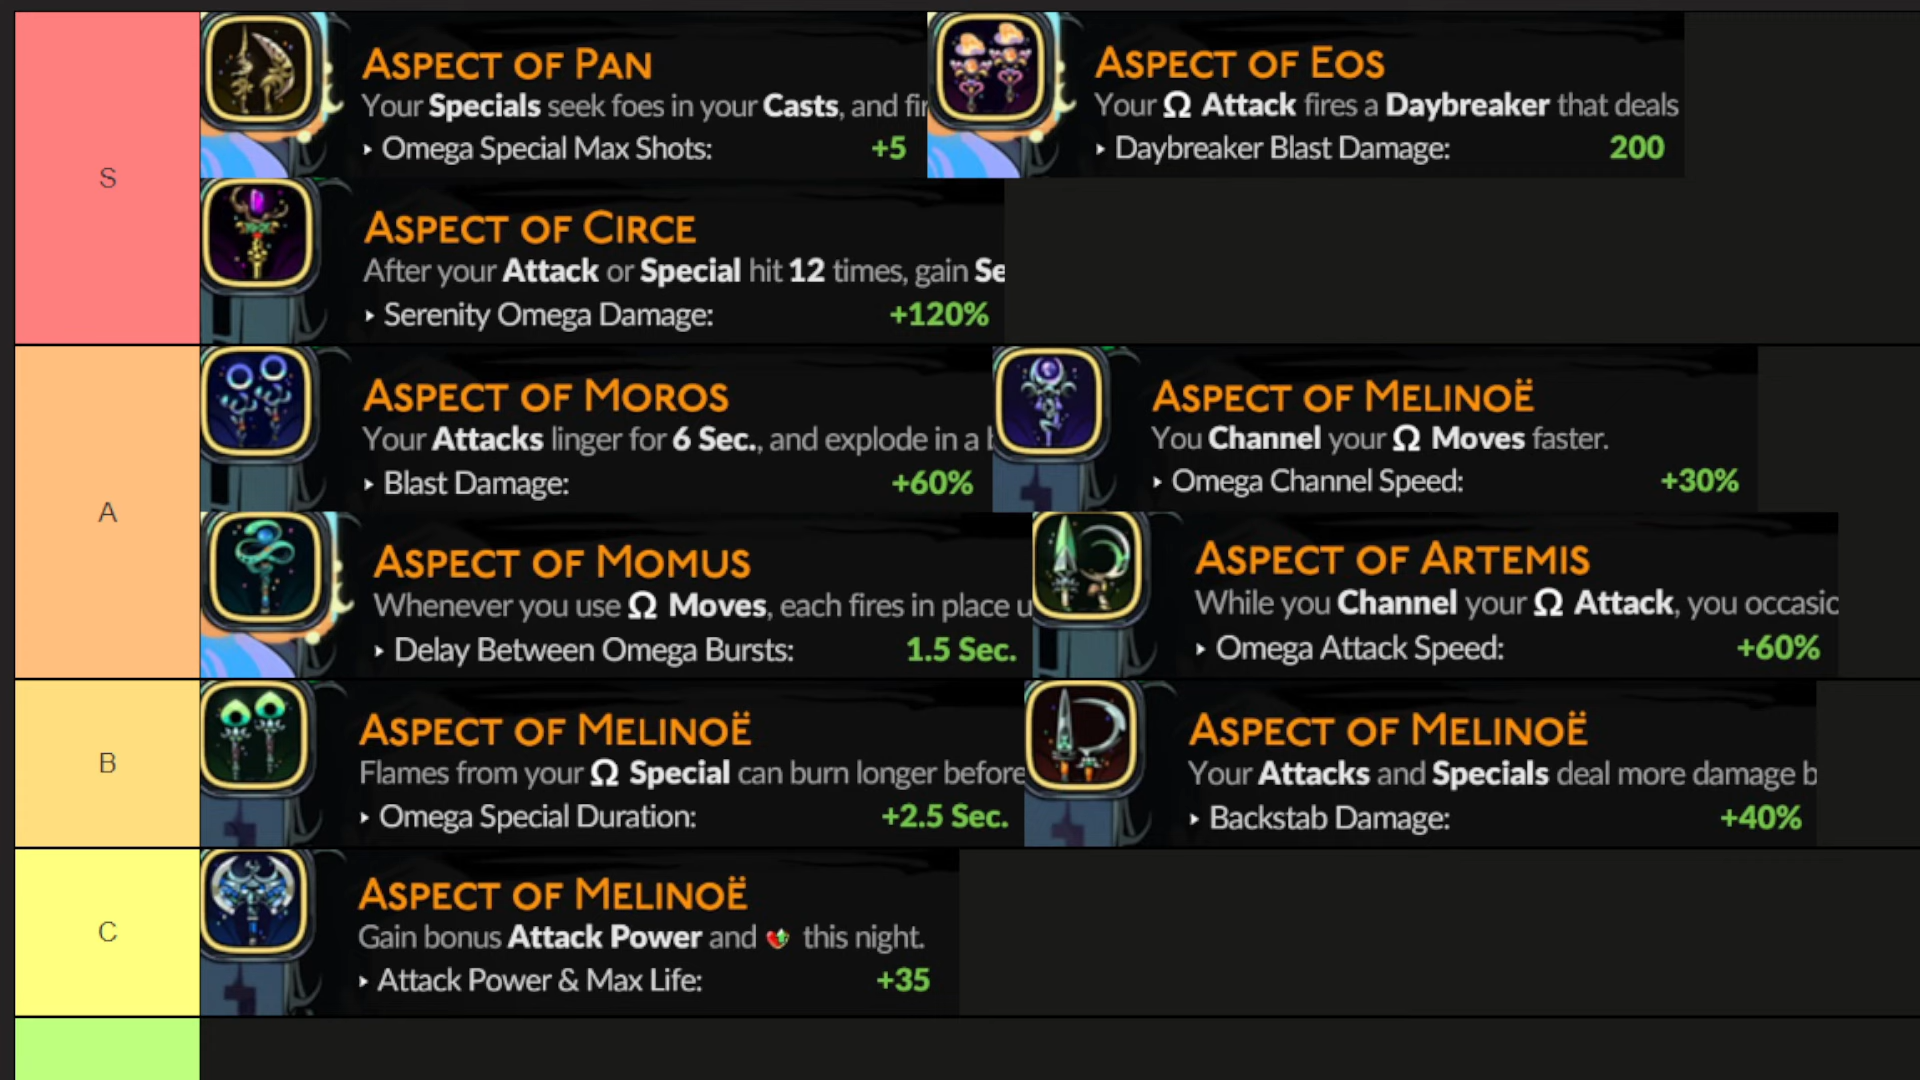 S
ASPECT OF PAN
Your Specials seek foes in your Casts, and fir
‣ Omega Special Max Shots: +5
ASPECT OF EOS
Your Ω Attack fires a Daybreaker that deals
‣ Daybreaker Blast Damage: 200
ASPECT OF CIRCE
After your Attack or Special hit 12 times, gain Se
‣ Serenity Omega Damage: +120%
A
ASPECT OF MOROS
Your Attacks linger for 6 Sec., and explode in a
‣ Blast Damage: +60%
ASPECT OF MELINOË
You Channel your Ω Moves faster.
‣ Omega Channel Speed: +30%
ASPECT OF MOMUS
Whenever you use Ω Moves, each fires in place u
‣ Delay Between Omega Bursts: 1.5 Sec.
ASPECT OF ARTEMIS
While you Channel your Ω Attack, you occasic
‣ Omega Attack Speed: +60%
B
ASPECT OF MELINOË
Flames from your Ω Special can burn longer before
‣ Omega Special Duration: +2.5 Sec.
ASPECT OF MELINOË
Your Attacks and Specials deal more damage b
‣ Backstab Damage: +40%
C
ASPECT OF MELINOË
Gain bonus Attack Power and this night.
‣ Attack Power & Max Life: +35